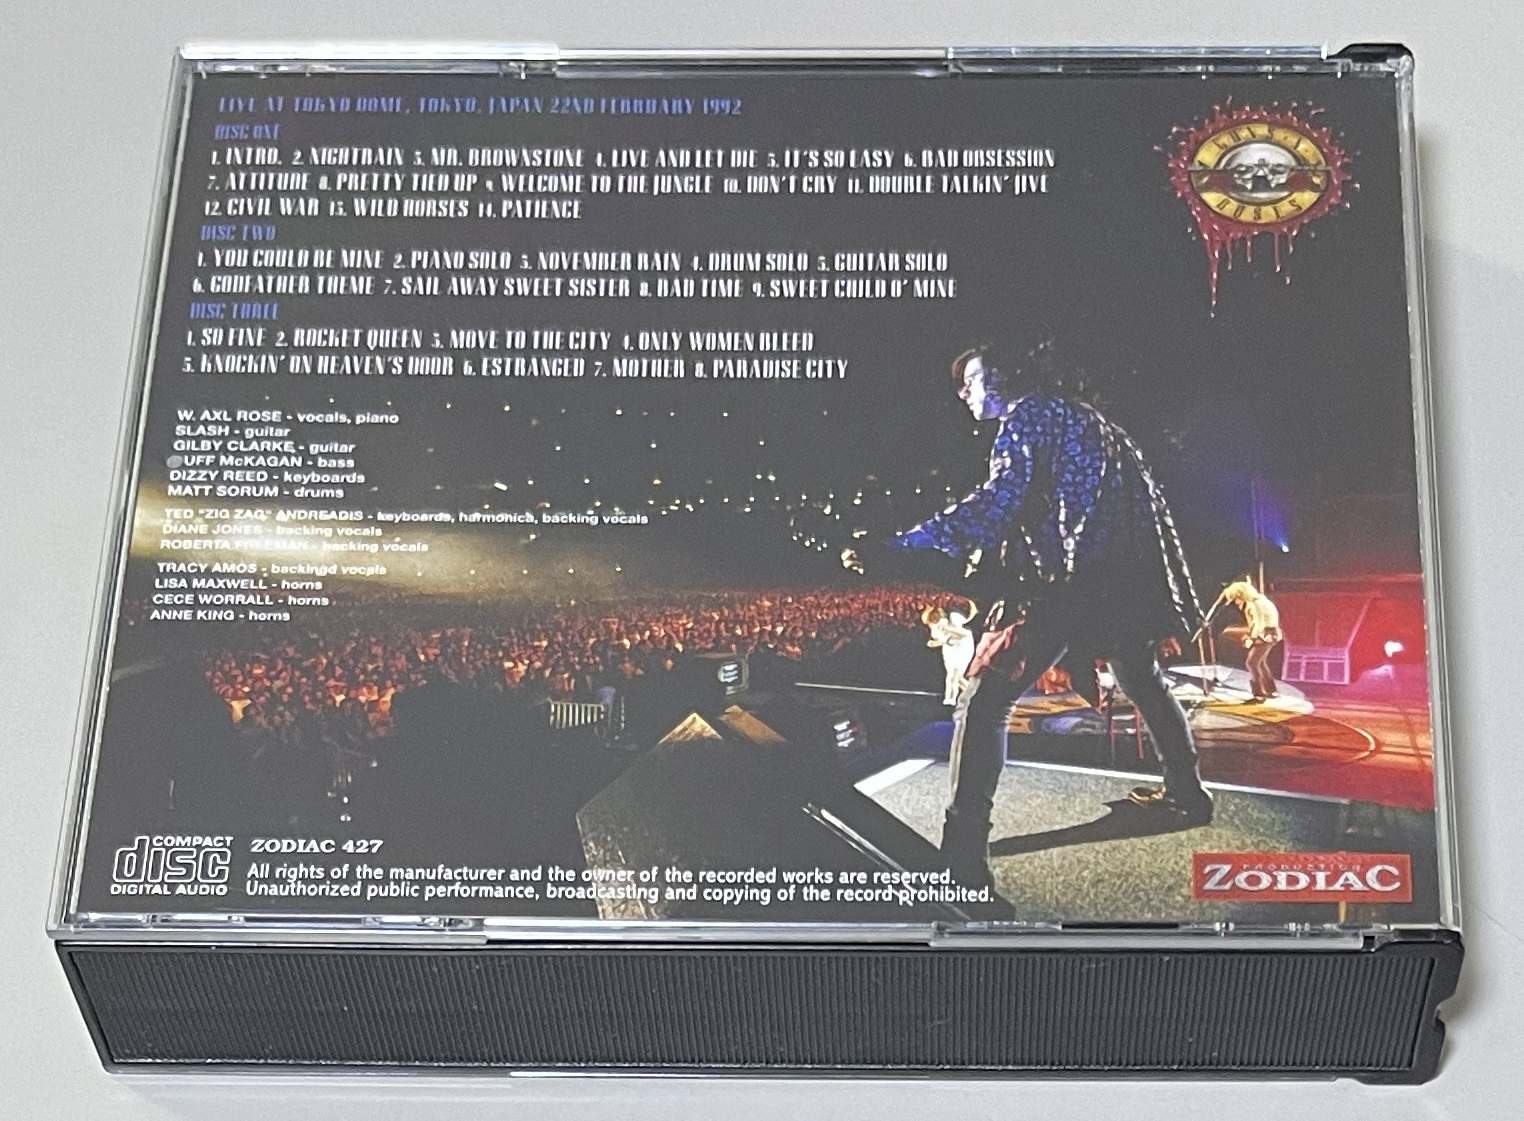 LIVE AT TOKYO DOME, TOKYO, JAPAN 22ND FEBRUARY 1992
DISC ONE
1. INTRO. 2. NIGHTRAIN 3. MR. BROWNSTONE 4. LIVE AND LET DIE 5. IT'S SO EASY 6. BAD OBSESSION
7. ATTITUDE 8. PRETTY TIED UP 9. WELCOME TO THE JUNGLE 10. DON'T CRY 11. DOUBLE TALKIN' JIVE
12. CIVIL WAR 13. WILD HORSES 14. PATIENCE
DISC TWO
1. YOU COULD BE MINE 2. PIANO SOLO 3. NOVEMBER RAIN 4. DRUM SOLO 5. GUITAR SOLO
6. GODFATHER THEME 7. SAIL AWAY SWEET SISTER 8. BAD TIME 9. SWEET CHILD O' MINE
DISC THREE
1. SO FINE 2. ROCKET QUEEN 3. MOVE TO THE CITY 4. ONLY WOMEN BLEED
5. KNOCKIN' ON HEAVEN'S DOOR 6. ESTRANGED 7. MOTHER 8. PARADISE CITY
GUNS N'
ROSES
W. AXL ROSE - vocals, piano
SLASH - guitar
GILBY CLARKE - guitar
UFF McKAGAN - bass
DIZZY REED - keyboards
MATT SORUM - drums
TED "ZIG ZAG" ANDREADIS - keyboards, harmonica, backing vocals
DIANE JONES - backing vocals
ROBERTA FREEMAN - backing vocals
TRACY AMOS - backingd vocals
LISA MAXWELL - horns
CECE WORRALL - horns
ANNE KING - horns
COMPACT
disc
DIGITAL AUDIO
ZODIAC 427
All rights of the manufacturer and the owner of the recorded works are reserved.
Unauthorized public performance, broadcasting and copying of the record prohibited.
PRODUCTION
ZODIAC